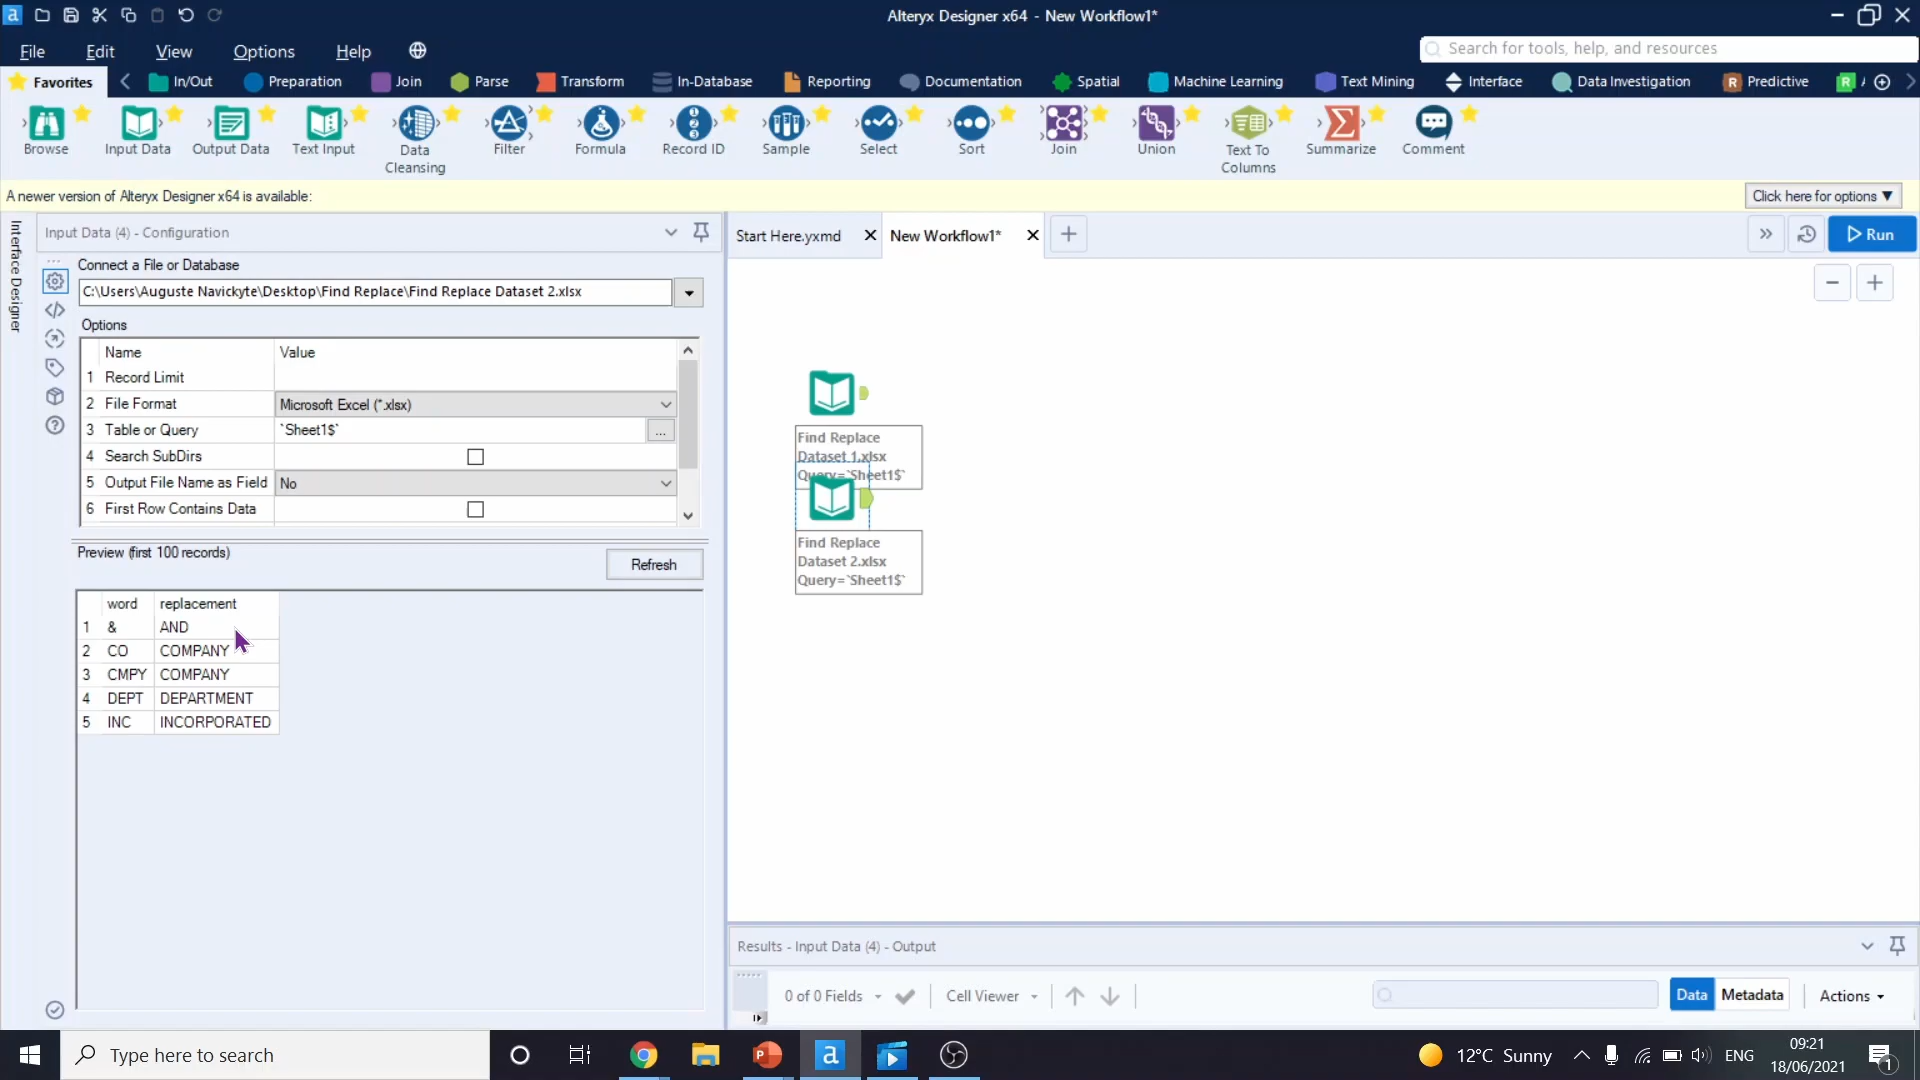 Alteryx Designer x64 - New Workflow1*
File Edit View Options Help
Search for tools, help, and resources
Favorites In/Out Preparation Join Parse Transform In-Database Reporting Documentation Spatial Machine Learning Text Mining Interface Data Investigation Predictive
Browse Input Data Output Data Text Input Data Cleansing Filter Formula Record ID Sample Select Sort Join Union Text To Columns Summarize Comment
A newer version of Alteryx Designer x64 is available:
Click here for options ▼
Interface Designer
Input Data (4) - Configuration
Start Here.yxmd
New Workflow1*
Run
Connect a File or Database
C:\Users\Auguste Navickyte\Desktop\Find Replace\Find Replace Dataset 2.xlsx
Options
Name Value
1 Record Limit
2 File Format Microsoft Excel (*.xlsx)
3 Table or Query `Sheet1$` ...
4 Search SubDirs
5 Output File Name as Field No
6 First Row Contains Data
Preview (first 100 records)
Refresh
word replacement
1 & AND
2 CO COMPANY
3 CMPY COMPANY
4 DEPT DEPARTMENT
5 INC INCORPORATED
Find Replace
Dataset 1.xlsx
Query=`Sheet1$`
Find Replace
Dataset 2.xlsx
Query=`Sheet1$`
Results - Input Data (4) - Output
0 of 0 Fields Cell Viewer Data Metadata Actions
Type here to search
12°C Sunny
ENG
09:21
18/06/2021
1